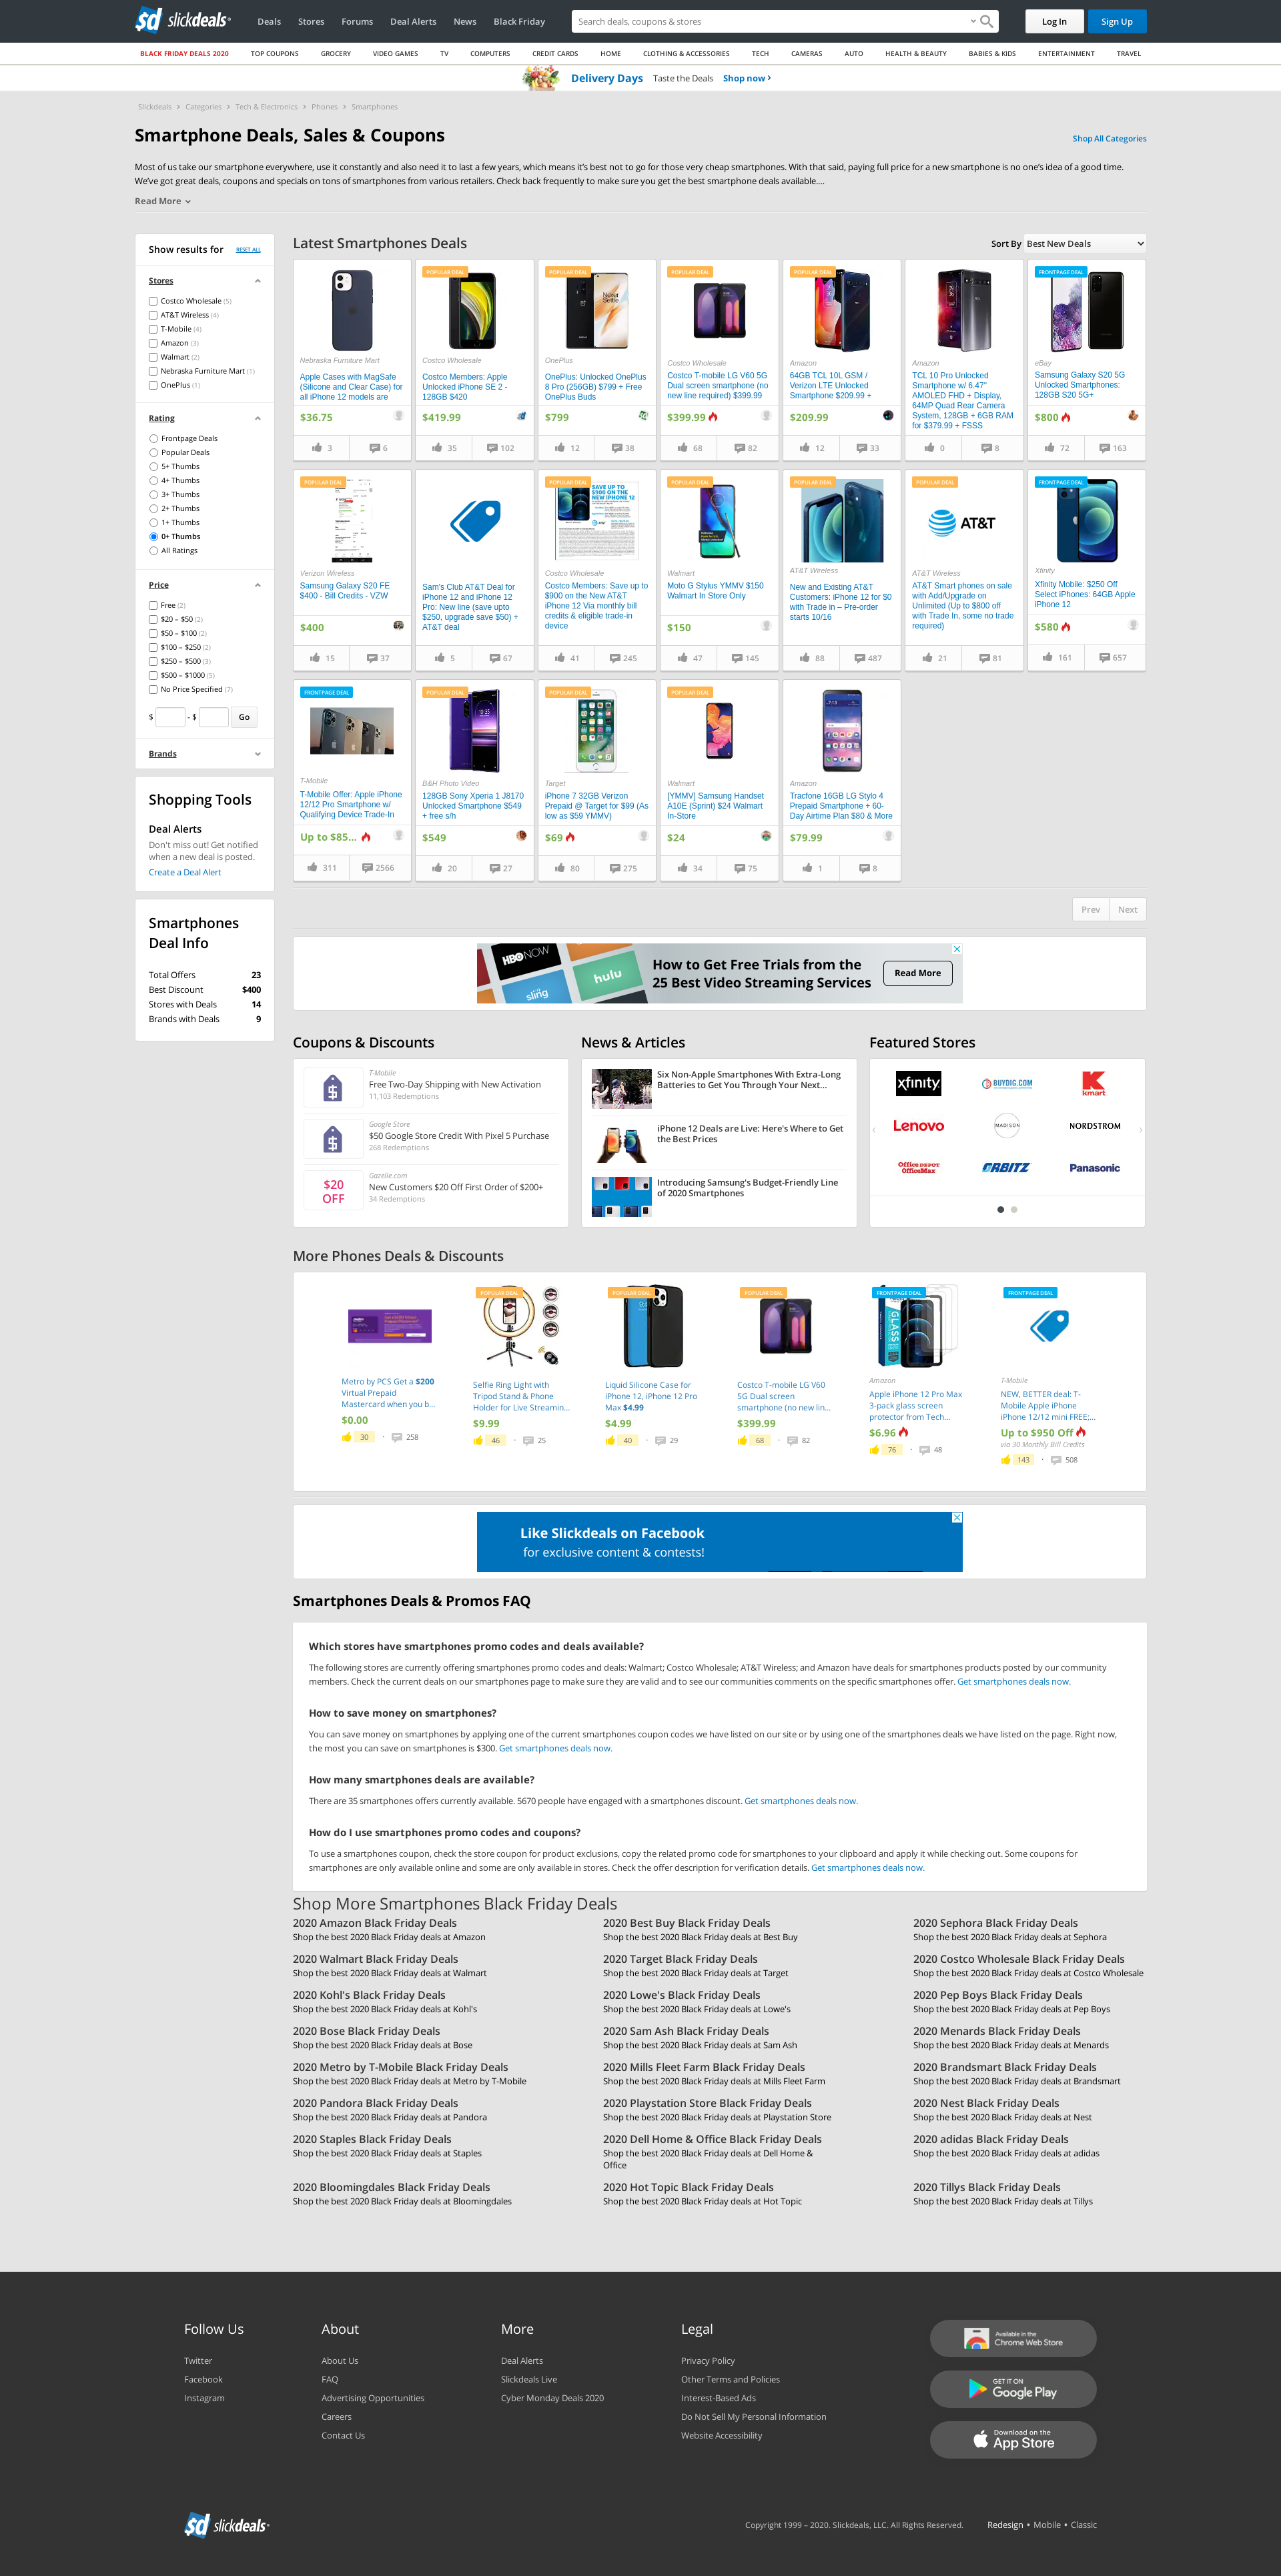 slickdeals
Deals Stores Forums Deal Alerts News Black Friday
Search deals, coupons & stores
Log In Sign Up
BLACK FRIDAY DEALS 2020 TOP COUPONS GROCERY VIDEO GAMES TV COMPUTERS CREDIT CARDS HOME CLOTHING & ACCESSORIES TECH CAMERAS AUTO HEALTH & BEAUTY BABIES & KIDS ENTERTAINMENT TRAVEL
Delivery Days Taste the Deals Shop now
Slickdeals Categories Tech & Electronics Phones Smartphones
Smartphone Deals, Sales & Coupons
Shop All Categories
Most of us take our smartphone everywhere, use it constantly and also need it to last a few years, which means it's best not to go for those very cheap smartphones. With that said, paying full price for a new smartphone is no one's idea of a good time.
We've got great deals, coupons and specials on tons of smartphones from various retailers. Check back frequently to make sure you get the best smartphone deals available....
Read More
Show results for RESET ALL
Stores
Costco Wholesale (5)
AT&T Wireless (4)
T-Mobile (4)
Amazon (3)
Walmart (2)
Nebraska Furniture Mart (1)
OnePlus (1)
Rating
Frontpage Deals
Popular Deals
5+ Thumbs
4+ Thumbs
3+ Thumbs
2+ Thumbs
1+ Thumbs
0+ Thumbs
All Ratings
Price
Free (2)
$20 – $50 (2)
$50 – $100 (2)
$100 – $250 (2)
$250 – $500 (3)
$500 – $1000 (5)
No Price Specified (7)
$ - $ Go
Brands
Shopping Tools
Deal Alerts
Don't miss out! Get notified
when a new deal is posted.
Create a Deal Alert
Smartphones
Deal Info
Total Offers 23
Best Discount $400
Stores with Deals 14
Brands with Deals 9
Latest Smartphones Deals
Sort By Best New Deals
Nebraska Furniture Mart
Apple Cases with MagSafe
(Silicone and Clear Case) for
all iPhone 12 models are
$36.75
3 6
POPULAR DEAL
Costco Wholesale
Costco Members: Apple
Unlocked iPhone SE 2 -
128GB $420
$419.99
35 102
POPULAR DEAL
OnePlus
OnePlus: Unlocked OnePlus
8 Pro (256GB) $799 + Free
OnePlus Buds
$799
12 38
POPULAR DEAL
Costco Wholesale
Costco T-mobile LG V60 5G
Dual screen smartphone (no
new line required) $399.99
$399.99
68 82
POPULAR DEAL
Amazon
64GB TCL 10L GSM /
Verizon LTE Unlocked
Smartphone $209.99 +
$209.99
12 33
Amazon
TCL 10 Pro Unlocked
Smartphone w/ 6.47"
AMOLED FHD + Display,
64MP Quad Rear Camera
System, 128GB + 6GB RAM
for $379.99 + FSSS
0 8
FRONTPAGE DEAL
eBay
Samsung Galaxy S20 5G
Unlocked Smartphones:
128GB S20 5G+
$800
72 163
POPULAR DEAL
Verizon Wireless
Samsung Galaxy S20 FE
$400 - Bill Credits - VZW
$400
15 37
Sam's Club AT&T Deal for
iPhone 12 and iPhone 12
Pro: New line (save upto
$250, upgrade save $50) +
AT&T deal
5 67
POPULAR DEAL
SAVE UP TO
$900 ON THE
NEW IPHONE 12
AT&T
Costco Wholesale
Costco Members: Save up to
$900 on the New AT&T
iPhone 12 Via monthly bill
credits & eligible trade-in
device
41 245
POPULAR DEAL
Walmart
Moto G Stylus YMMV $150
Walmart In Store Only
$150
47 145
POPULAR DEAL
AT&T Wireless
New and Existing AT&T
Customers: iPhone 12 for $0
with Trade in – Pre-order
starts 10/16
88 487
POPULAR DEAL
AT&T
AT&T Wireless
AT&T Smart phones on sale
with Add/Upgrade on
Unlimited (Up to $800 off
with Trade In, some no trade
required)
21 81
FRONTPAGE DEAL
Xfinity
Xfinity Mobile: $250 Off
Select iPhones: 64GB Apple
iPhone 12
$580
161 657
FRONTPAGE DEAL
T-Mobile
T-Mobile Offer: Apple iPhone
12/12 Pro Smartphone w/
Qualifying Device Trade-In
Up to $85...
311 2566
POPULAR DEAL
B&H Photo Video
128GB Sony Xperia 1 J8170
Unlocked Smartphone $549
+ free s/h
$549
20 27
POPULAR DEAL
Target
iPhone 7 32GB Verizon
Prepaid @ Target for $99 (As
low as $59 YMMV)
$69
80 275
POPULAR DEAL
Walmart
[YMMV] Samsung Handset
A10E (Sprint) $24 Walmart
In-Store
$24
34 75
Amazon
Tracfone 16GB LG Stylo 4
Prepaid Smartphone + 60-
Day Airtime Plan $80 & More
$79.99
1 8
Prev Next
HBO NOW hulu sling
How to Get Free Trials from the
25 Best Video Streaming Services
Read More
Coupons & Discounts
T-Mobile
Free Two-Day Shipping with New Activation
11,103 Redemptions
Google Store
$50 Google Store Credit With Pixel 5 Purchase
268 Redemptions
$20
OFF
Gazelle.com
New Customers $20 Off First Order of $200+
34 Redemptions
News & Articles
Six Non-Apple Smartphones With Extra-Long
Batteries to Get You Through Your Next...
iPhone 12 Deals are Live: Here's Where to Get
the Best Prices
Introducing Samsung's Budget-Friendly Line
of 2020 Smartphones
Featured Stores
xfinity BUYDIG.COM kmart
Lenovo MADISON NORDSTROM
Office DEPOT OfficeMax ORBITZ Panasonic
More Phones Deals & Discounts
Metro by PCS Get a $200
Virtual Prepaid
Mastercard when you b...
$0.00
30 · 258
POPULAR DEAL
Selfie Ring Light with
Tripod Stand & Phone
Holder for Live Streamin...
$9.99
46 · 25
POPULAR DEAL
Liquid Silicone Case for
iPhone 12, iPhone 12 Pro
Max $4.99
$4.99
40 · 29
POPULAR DEAL
Costco T-mobile LG V60
5G Dual screen
smartphone (no new lin...
$399.99
68 · 82
FRONTPAGE DEAL
GLASS
Amazon
Apple iPhone 12 Pro Max
3-pack glass screen
protector from Tech...
$6.96
76 · 48
FRONTPAGE DEAL
T-Mobile
NEW, BETTER deal: T-
Mobile Apple iPhone
iPhone 12/12 mini FREE;...
Up to $950 Off
via 30 Monthly Bill Credits
143 · 508
Like Slickdeals on Facebook
for exclusive content & contests!
Smartphones Deals & Promos FAQ
Which stores have smartphones promo codes and deals available?
The following stores are currently offering smartphones promo codes and deals: Walmart; Costco Wholesale; AT&T Wireless; and Amazon have deals for smartphones products posted by our community
members. Check the current deals on our smartphones page to make sure they are valid and to see our communities comments on the specific smartphones offer. Get smartphones deals now.
How to save money on smartphones?
You can save money on smartphones by applying one of the current smartphones coupon codes we have listed on our site or by using one of the smartphones deals we have listed on the page. Right now,
the most you can save on smartphones is $300. Get smartphones deals now.
How many smartphones deals are available?
There are 35 smartphones offers currently available. 5670 people have engaged with a smartphones discount. Get smartphones deals now.
How do I use smartphones promo codes and coupons?
To use a smartphones coupon, check the store coupon for product exclusions, copy the related promo code for smartphones to your clipboard and apply it while checking out. Some coupons for
smartphones are only available online and some are only available in stores. Check the offer description for verification details. Get smartphones deals now.
Shop More Smartphones Black Friday Deals
2020 Amazon Black Friday Deals
Shop the best 2020 Black Friday deals at Amazon
2020 Best Buy Black Friday Deals
Shop the best 2020 Black Friday deals at Best Buy
2020 Sephora Black Friday Deals
Shop the best 2020 Black Friday deals at Sephora
2020 Walmart Black Friday Deals
Shop the best 2020 Black Friday deals at Walmart
2020 Target Black Friday Deals
Shop the best 2020 Black Friday deals at Target
2020 Costco Wholesale Black Friday Deals
Shop the best 2020 Black Friday deals at Costco Wholesale
2020 Kohl's Black Friday Deals
Shop the best 2020 Black Friday deals at Kohl's
2020 Lowe's Black Friday Deals
Shop the best 2020 Black Friday deals at Lowe's
2020 Pep Boys Black Friday Deals
Shop the best 2020 Black Friday deals at Pep Boys
2020 Bose Black Friday Deals
Shop the best 2020 Black Friday deals at Bose
2020 Sam Ash Black Friday Deals
Shop the best 2020 Black Friday deals at Sam Ash
2020 Menards Black Friday Deals
Shop the best 2020 Black Friday deals at Menards
2020 Metro by T-Mobile Black Friday Deals
Shop the best 2020 Black Friday deals at Metro by T-Mobile
2020 Mills Fleet Farm Black Friday Deals
Shop the best 2020 Black Friday deals at Mills Fleet Farm
2020 Brandsmart Black Friday Deals
Shop the best 2020 Black Friday deals at Brandsmart
2020 Pandora Black Friday Deals
Shop the best 2020 Black Friday deals at Pandora
2020 Playstation Store Black Friday Deals
Shop the best 2020 Black Friday deals at Playstation Store
2020 Nest Black Friday Deals
Shop the best 2020 Black Friday deals at Nest
2020 Staples Black Friday Deals
Shop the best 2020 Black Friday deals at Staples
2020 Dell Home & Office Black Friday Deals
Shop the best 2020 Black Friday deals at Dell Home &
Office
2020 adidas Black Friday Deals
Shop the best 2020 Black Friday deals at adidas
2020 Bloomingdales Black Friday Deals
Shop the best 2020 Black Friday deals at Bloomingdales
2020 Hot Topic Black Friday Deals
Shop the best 2020 Black Friday deals at Hot Topic
2020 Tillys Black Friday Deals
Shop the best 2020 Black Friday deals at Tillys
Follow Us
Twitter
Facebook
Instagram
About
About Us
FAQ
Advertising Opportunities
Careers
Contact Us
More
Deal Alerts
Slickdeals Live
Cyber Monday Deals 2020
Legal
Privacy Policy
Other Terms and Policies
Interest-Based Ads
Do Not Sell My Personal Information
Website Accessibility
Available in the
Chrome Web Store
GET IT ON
Google Play
Download on the
App Store
slickdeals
Copyright 1999 – 2020. Slickdeals, LLC. All Rights Reserved. Redesign • Mobile • Classic